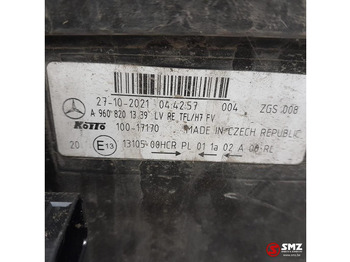 27-10-2021 04:42:57 004 ZGS 008
A 960 820 13 39 LV RE TFL/H7 FV
100-17170 MADE IN CZECH REPUBLIC
20 E13 13105-00HCR PL 01 1a 02 A 00-RL
SMZ